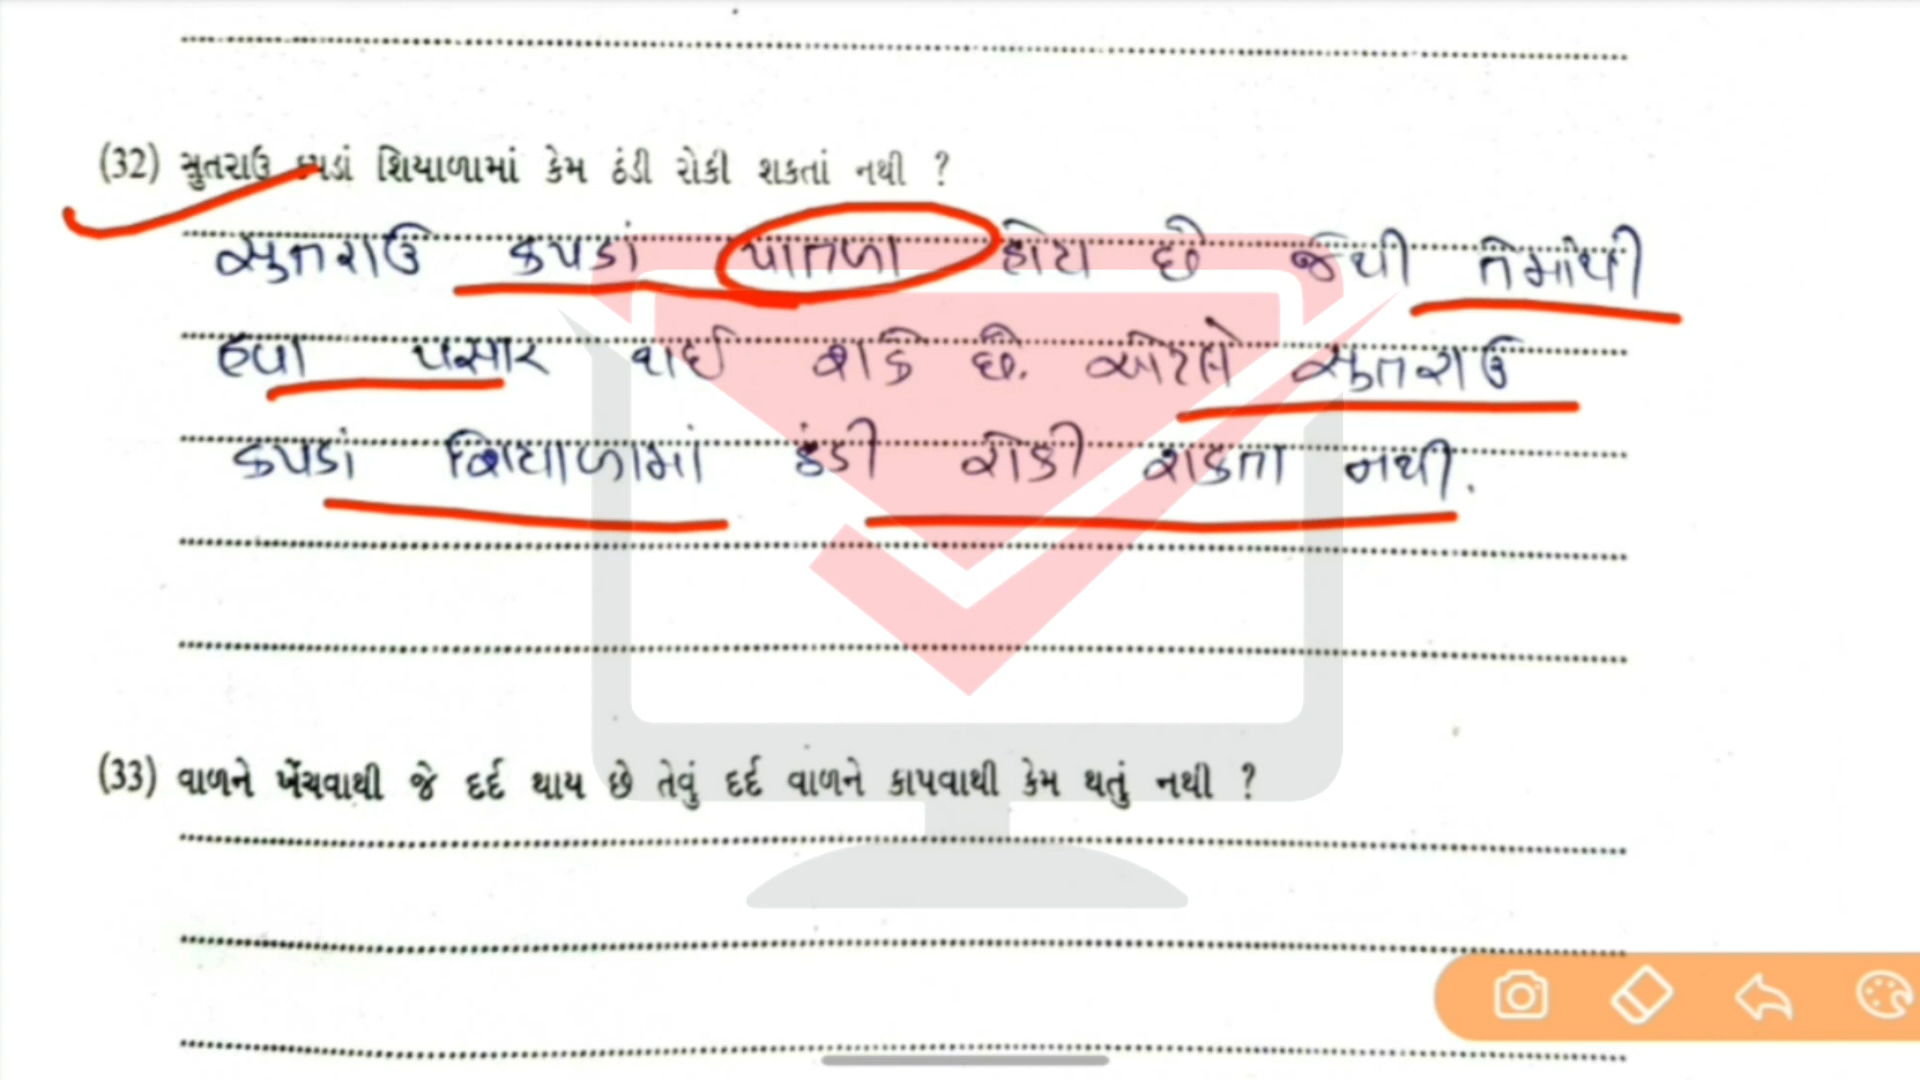 (32) સુતરાઉ કપડાં શિયાળામાં કેમ ઠંડી રોકી શકતાં નથી ?
સુતરાઉ કપડાં પાતળા હોય છે જેથી તેમાંથી
હવા પસાર થઈ શકે છે. એટલે સુતરાઉ
કપડાં શિયાળામાં ઠંડી રોકી શકતા નથી.
(33) વાળને ખેંચવાથી જે દર્દ થાય છે તેવું દર્દ વાળને કાપવાથી કેમ થતું નથી ?